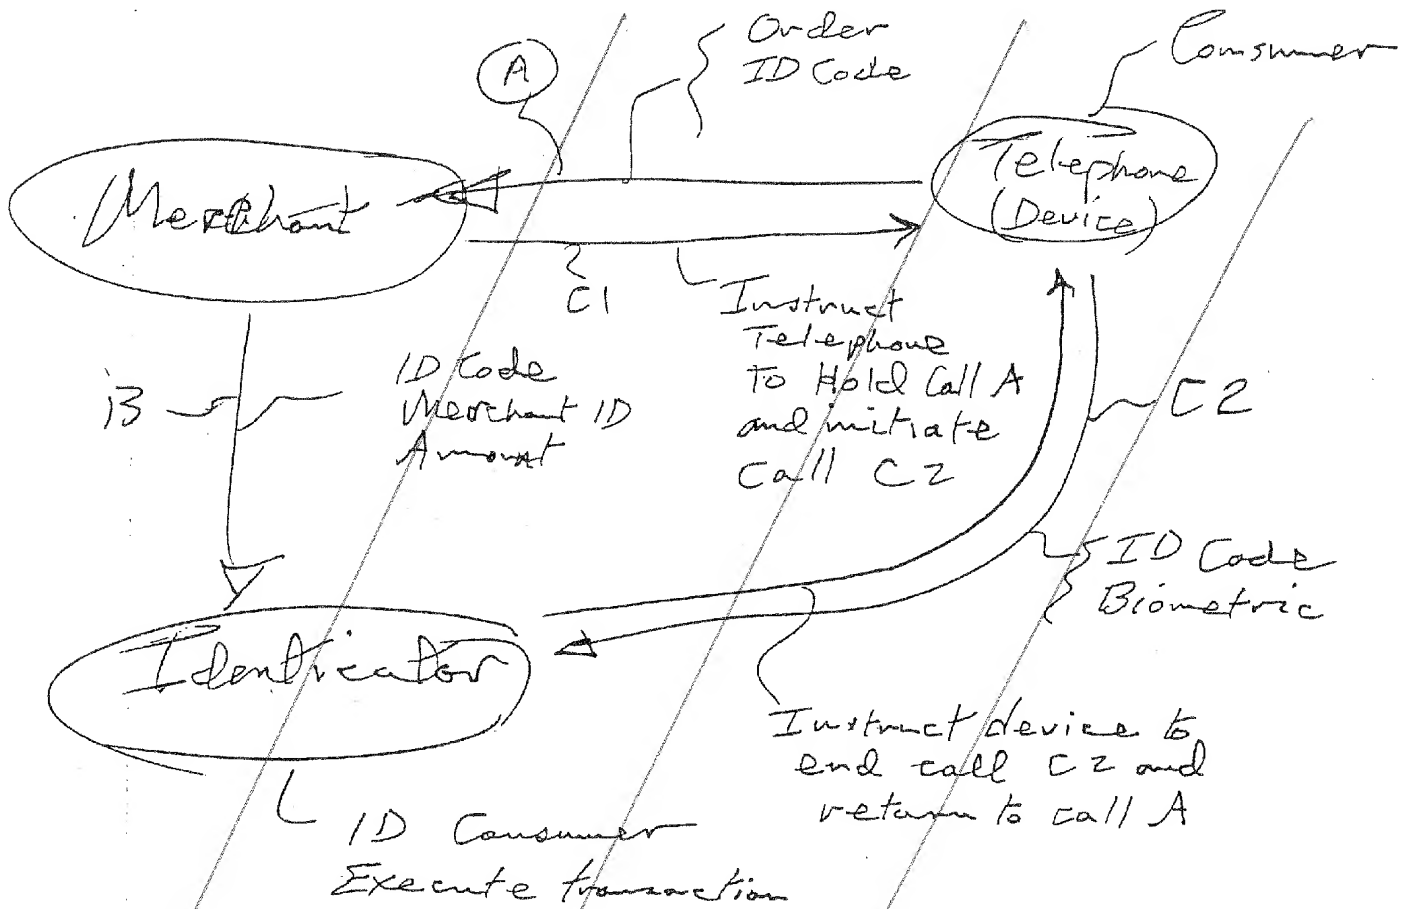 Order
ID Code
A
Consumer
Merchant
Telephone
(Device)
C1
Instruct
Telephone
to Hold Call A
and initiate
call C2
B
ID Code
Merchant ID
Amount
C2
ID Code
Biometric
Identicator
Instruct device to
end call C2 and
return to call A
ID Consumer
Execute transaction